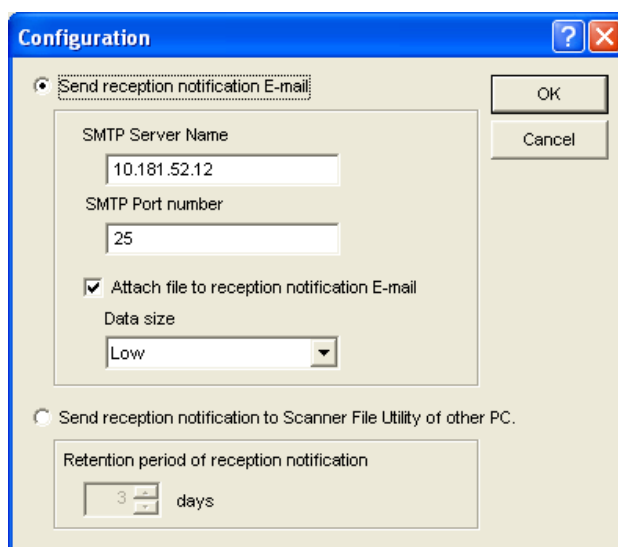 Configuration
Send reception notification E-mail
OK
SMTP Server Name
Cancel
10.181.52.12
SMTP Port number
25
Attach file to reception notification E-mail
Data size
Low
Send reception notification to Scanner File Utility of other PC.
Retention period of reception notification
3 days